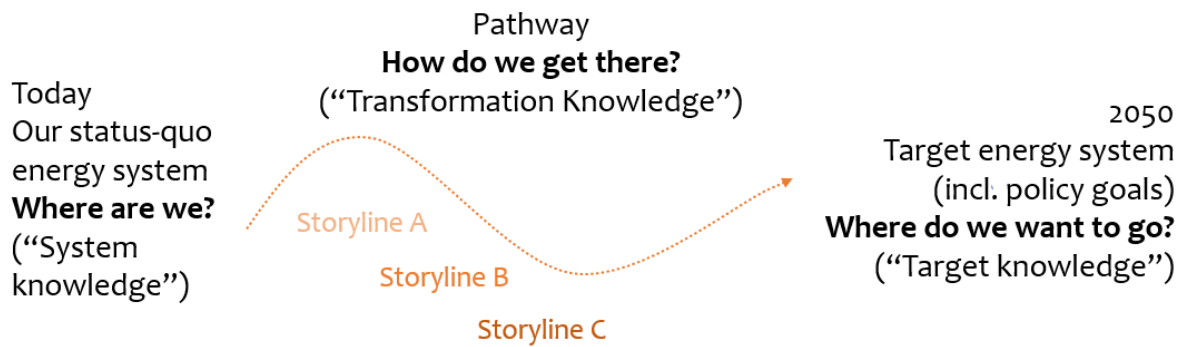 Today
Our status-quo
energy system
Where are we?
(“System
knowledge”)
Pathway
How do we get there?
(“Transformation Knowledge”)
Storyline A
Storyline B
Storyline C
2050
Target energy system
(incl. policy goals)
Where do we want to go?
(“Target knowledge”)